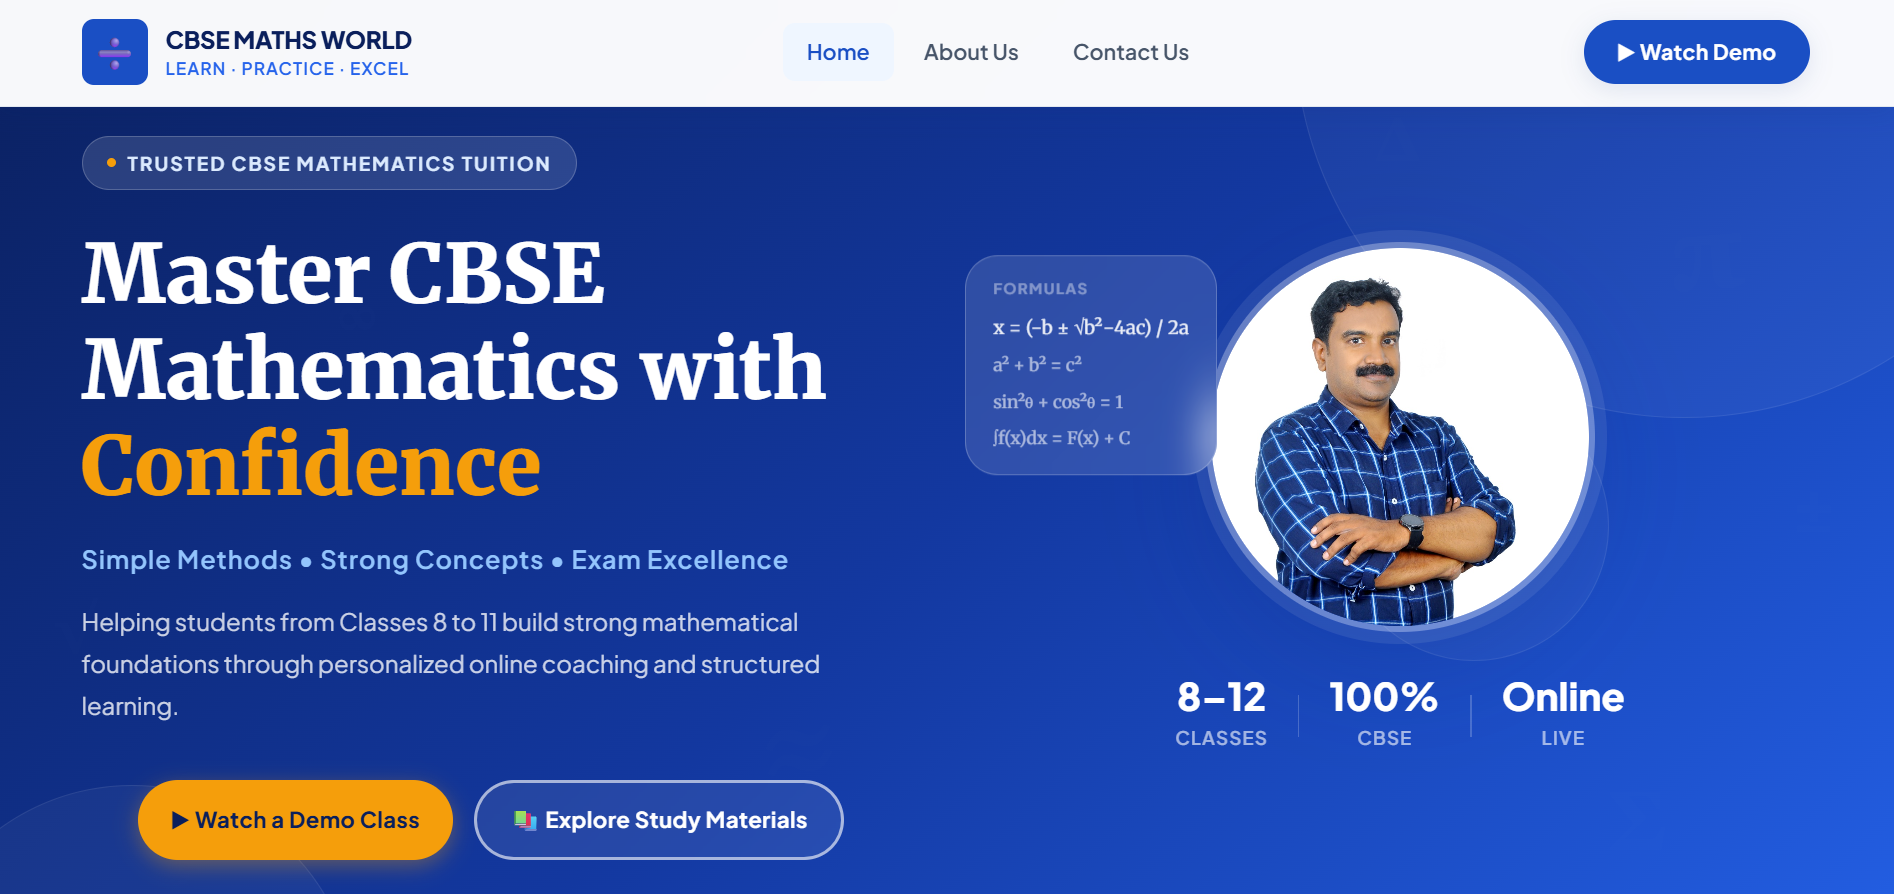 CBSE MATHS WORLD
LEARN · PRACTICE · EXCEL
Home
About Us
Contact Us
▶ Watch Demo
TRUSTED CBSE MATHEMATICS TUITION
Master CBSE
Mathematics with
Confidence
Simple Methods ● Strong Concepts ● Exam Excellence
Helping students from Classes 8 to 11 build strong mathematical
foundations through personalized online coaching and structured
learning.
▶ Watch a Demo Class
📚 Explore Study Materials
FORMULAS
x = (−b ± √b²−4ac) / 2a
a² + b² = c²
sin²θ + cos²θ = 1
∫f(x)dx = F(x) + C
8–12
CLASSES
100%
CBSE
Online
LIVE